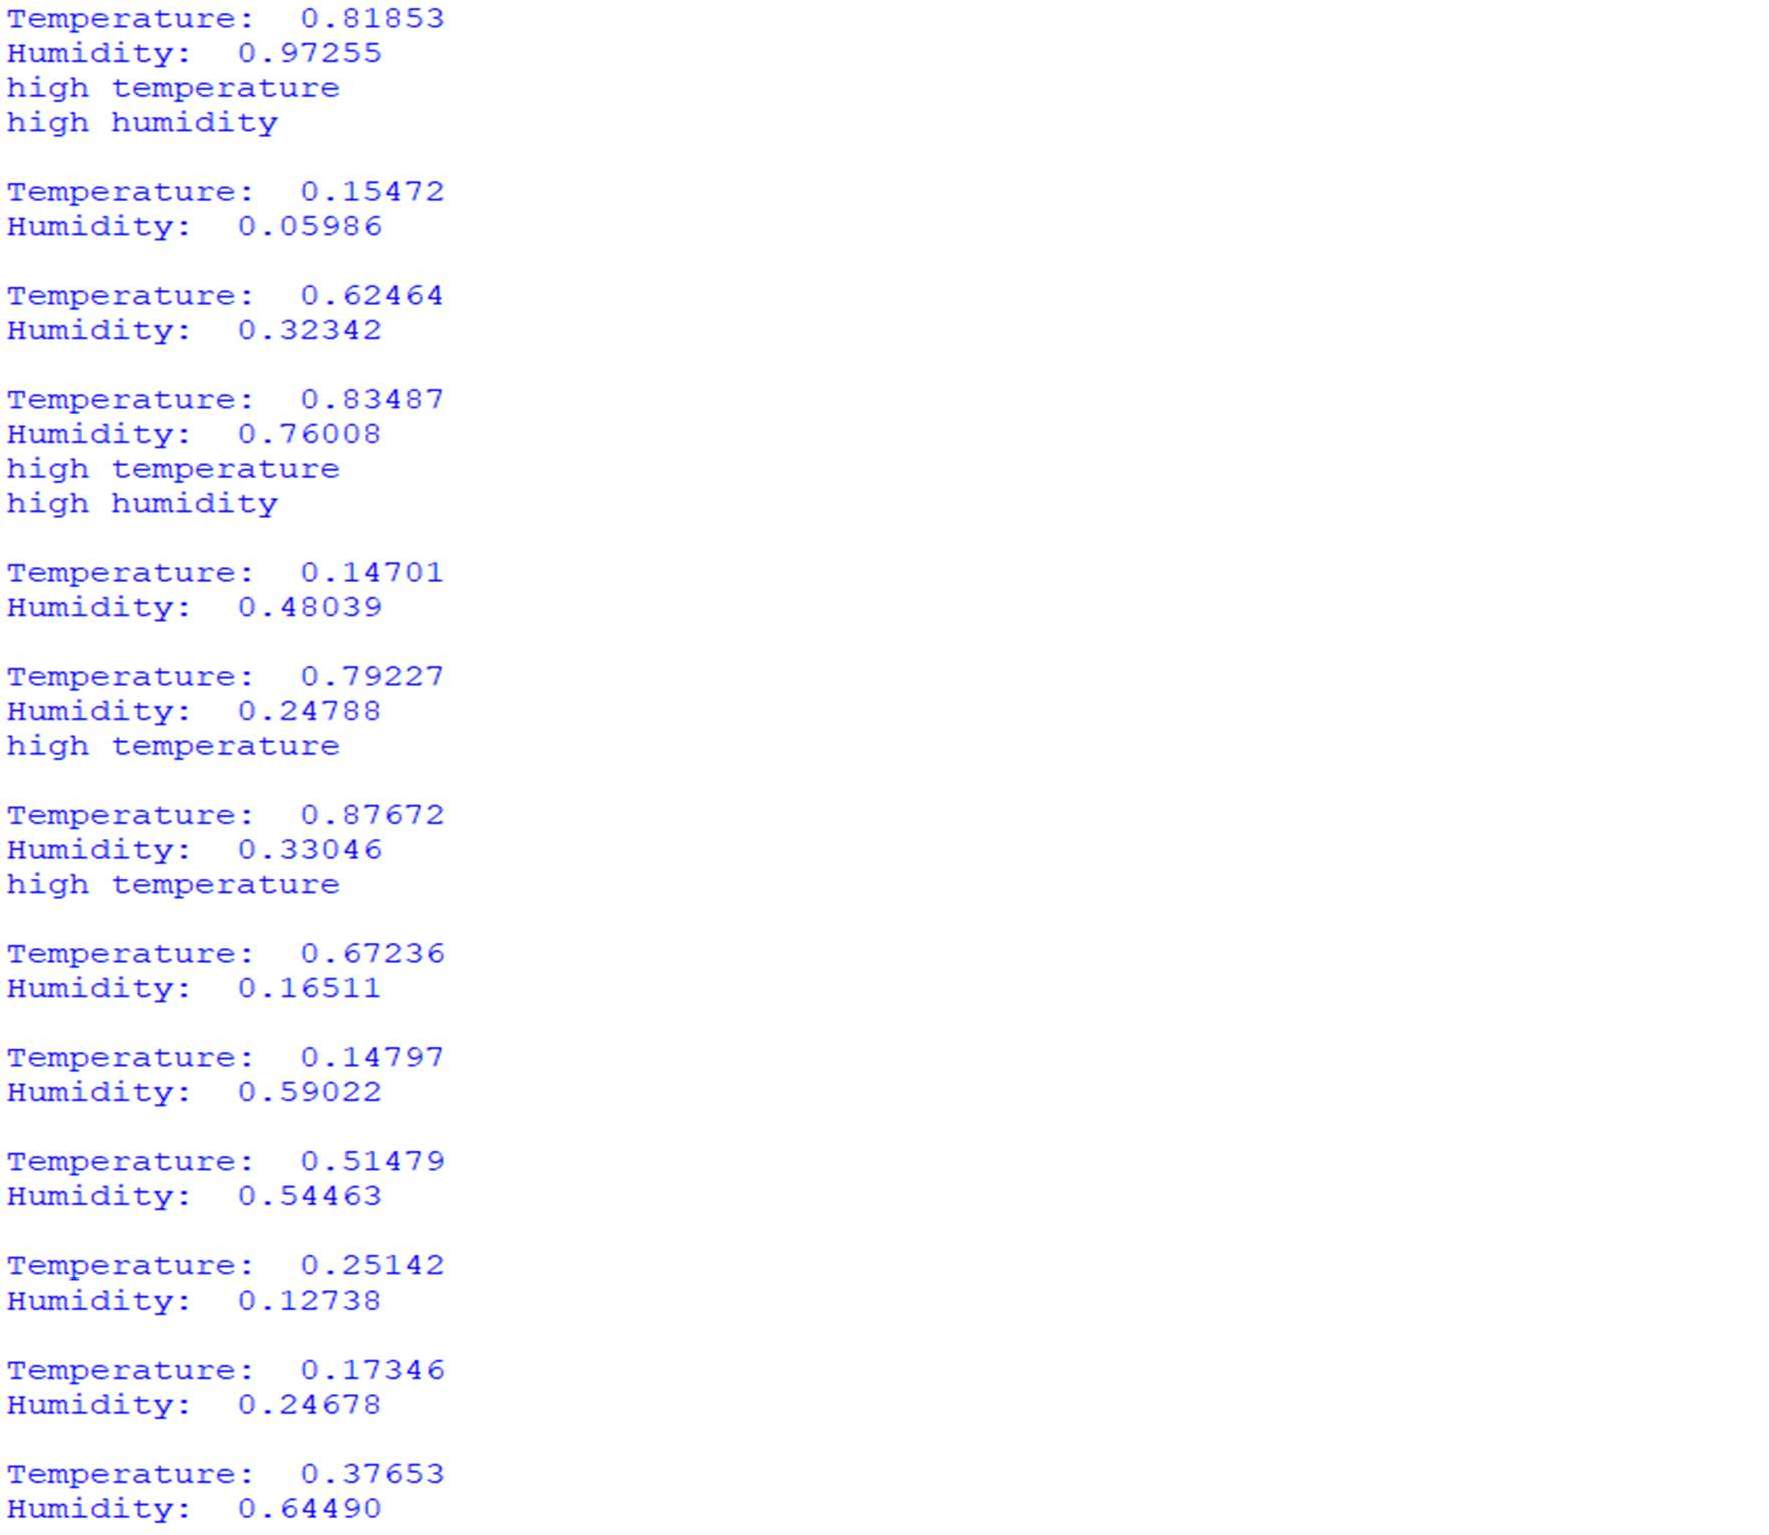 Temperature:  0.81853
Humidity:  0.97255
high temperature
high humidity

Temperature:  0.15472
Humidity:  0.05986

Temperature:  0.62464
Humidity:  0.32342

Temperature:  0.83487
Humidity:  0.76008
high temperature
high humidity

Temperature:  0.14701
Humidity:  0.48039

Temperature:  0.79227
Humidity:  0.24788
high temperature

Temperature:  0.87672
Humidity:  0.33046
high temperature

Temperature:  0.67236
Humidity:  0.16511

Temperature:  0.14797
Humidity:  0.59022

Temperature:  0.51479
Humidity:  0.54463

Temperature:  0.25142
Humidity:  0.12738

Temperature:  0.17346
Humidity:  0.24678

Temperature:  0.37653
Humidity:  0.64490